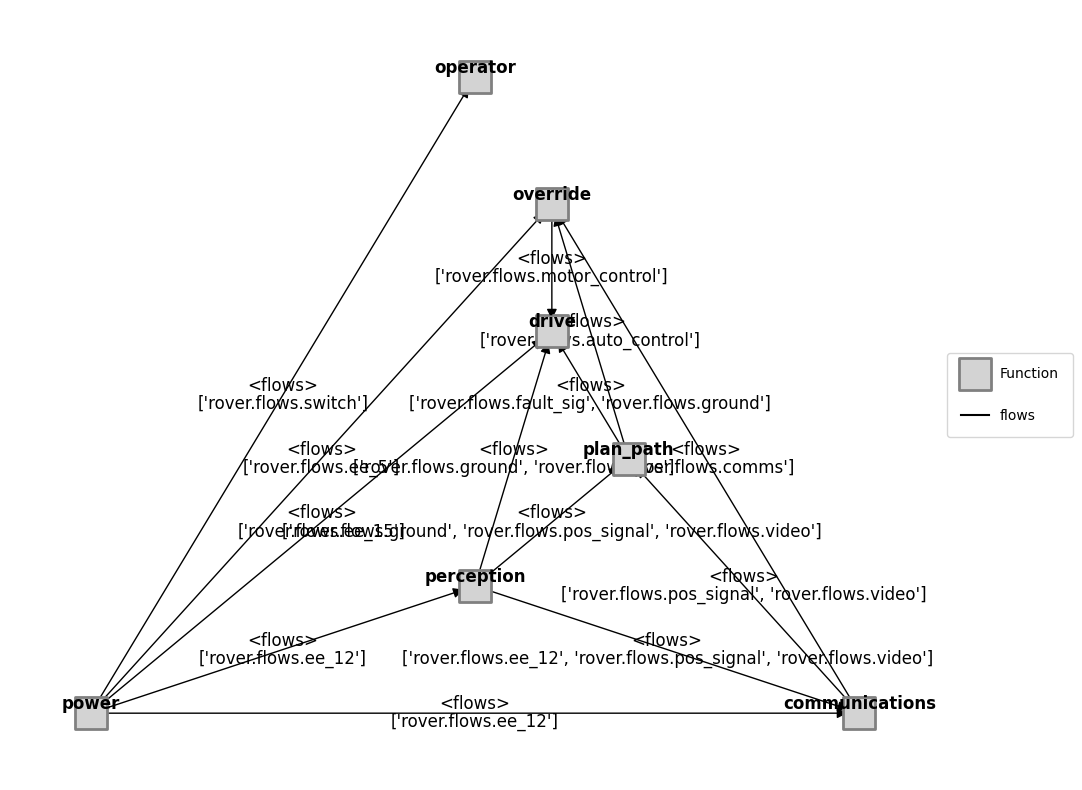 operator
override
<flows>
['rover.flows.motor_control']
drive
<flows>
['rover.flows.auto_control']
<flows>
['rover.flows.switch']
<flows>
['rover.flows.fault_sig', 'rover.flows.ground']
Function
flows
<flows>
['rover.flows.ee_5']
<flows>
['rover.flows.ground',
plan_path
<flows>
['rover.flows.comms']
<flows>
['rover.flows.ee_15']
<flows>
['rover.flows.ground', 'rover.flows.pos_signal', 'rover.flows.video']
perception
<flows>
['rover.flows.pos_signal', 'rover.flows.video']
<flows>
['rover.flows.ee_12']
<flows>
['rover.flows.ee_12', 'rover.flows.pos_signal', 'rover.flows.video']
power
<flows>
['rover.flows.ee_12']
communications